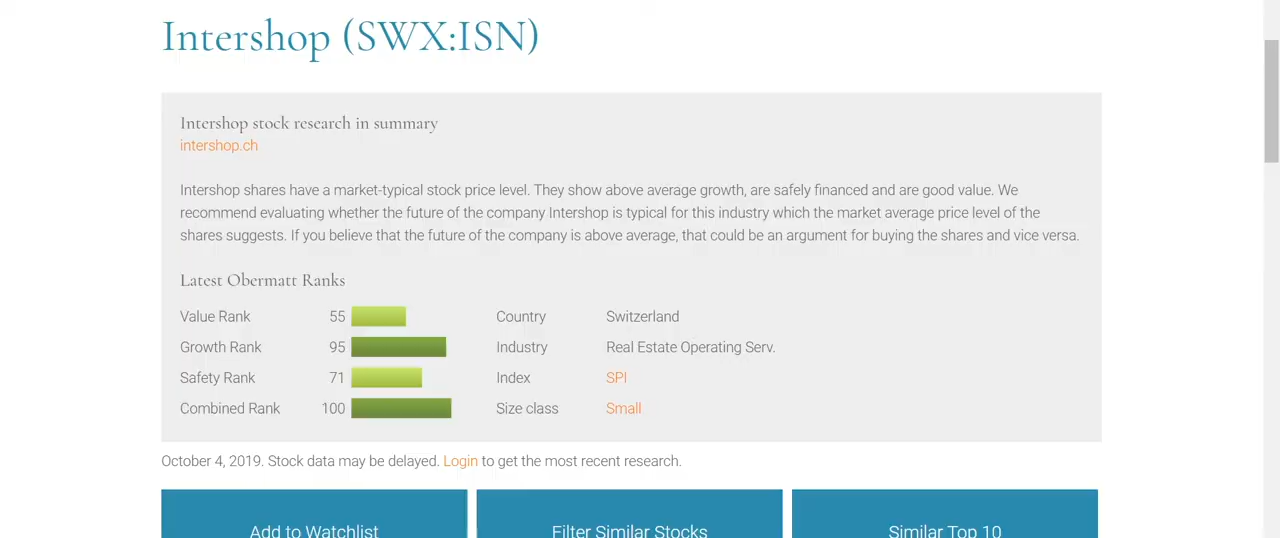 Intershop (SWX:ISN)
Intershop stock research in summary
intershop.ch
Intershop shares have a market-typical stock price level. They show above average growth, are safely financed and are good value. We
recommend evaluating whether the future of the company Intershop is typical for this industry which the market average price level of the
shares suggests. If you believe that the future of the company is above average, that could be an argument for buying the shares and vice versa.
Latest Obermatt Ranks
Value Rank 55 Country Switzerland
Growth Rank 95 Industry Real Estate Operating Serv.
Safety Rank 71 Index SPI
Combined Rank 100 Size class Small
October 4, 2019. Stock data may be delayed. Login to get the most recent research.
Add to Watchlist Filter Similar Stocks Similar Top 10